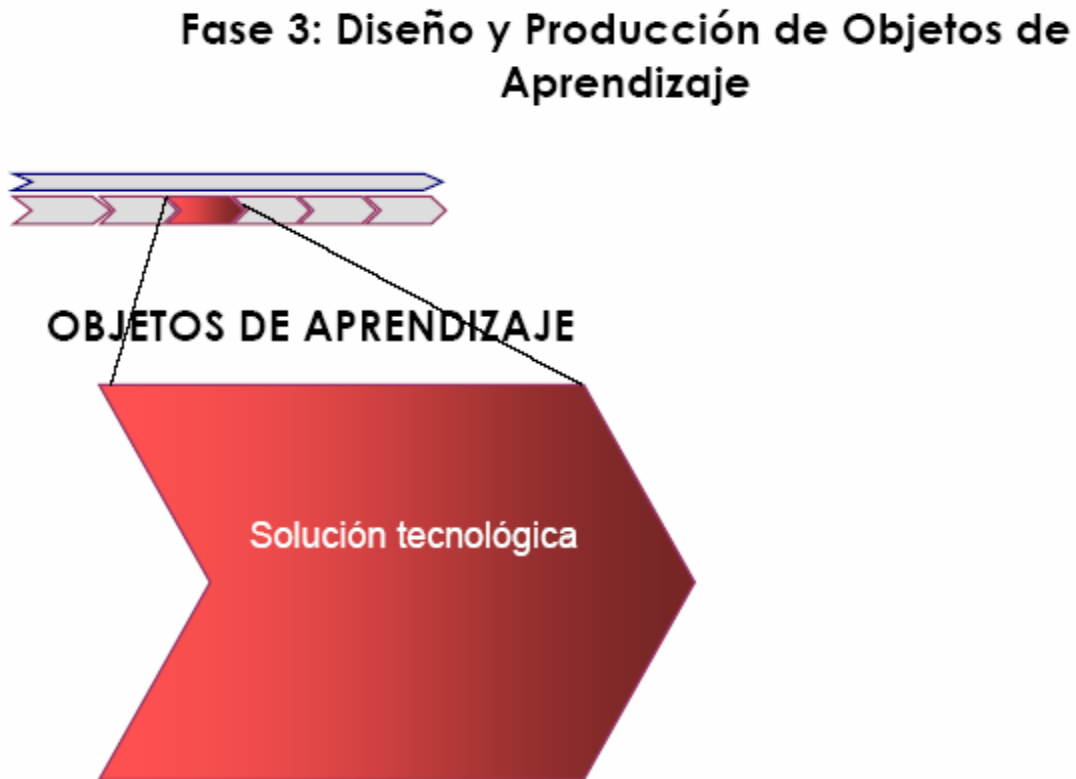 Fase 3: Diseño y Producción de Objetos de
Aprendizaje
OBJETOS DE APRENDIZAJE
Solución tecnológica